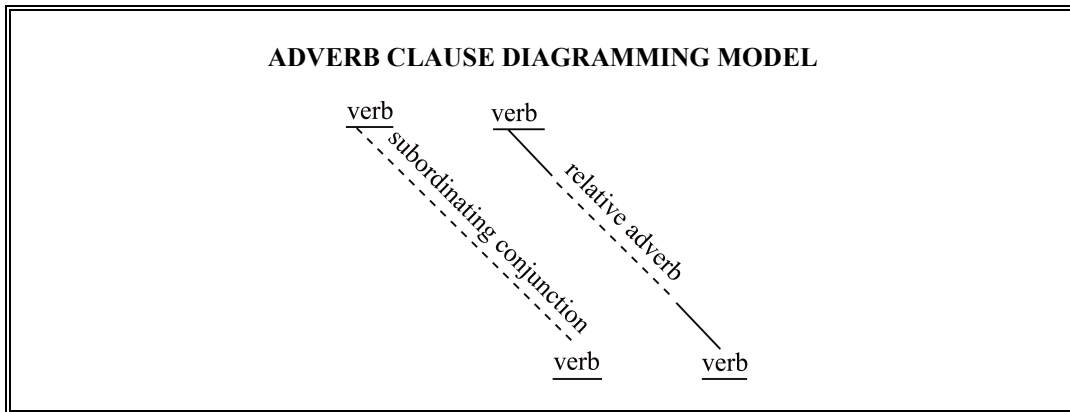 ADVERB CLAUSE DIAGRAMMING MODEL
verb verb
subordinating conjunction
relative adverb
verb verb